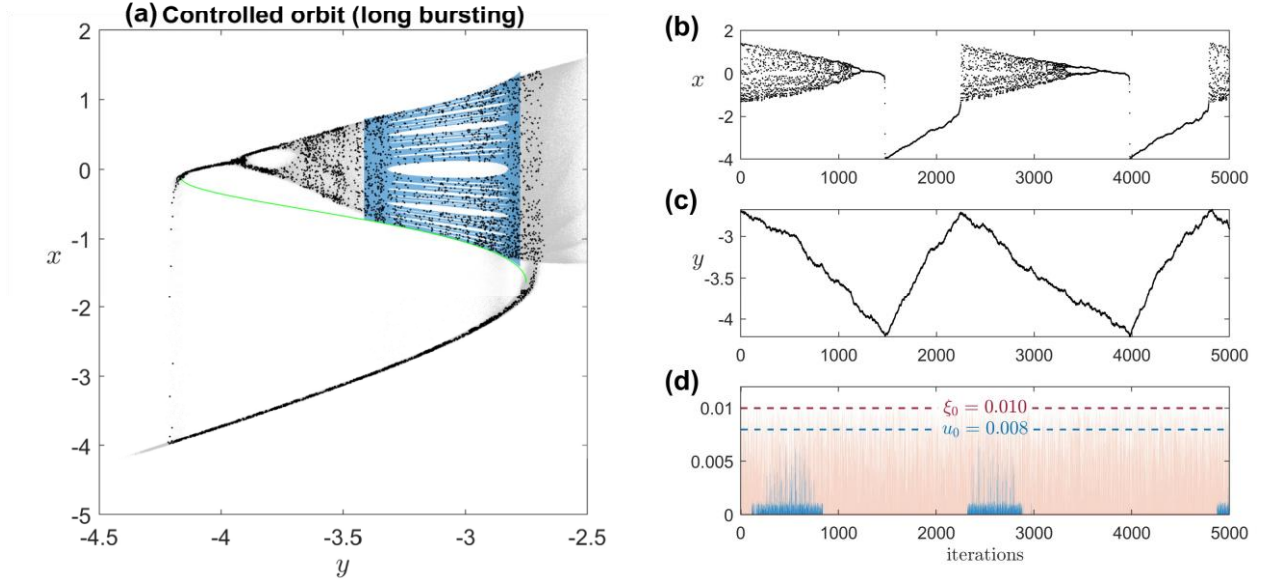 (a) Controlled orbit (long bursting)
2
1
0
-1
-2
-3
-4
-5
x
-4.5 -4 -3.5 -3 -2.5
y
(b)
2
0
-2
-4
x
0 1000 2000 3000 4000 5000
(c)
-3
-3.5
-4
y
0 1000 2000 3000 4000 5000
(d)
0.01
0.005
0
ξ₀ = 0.010
u₀ = 0.008
0 1000 2000 3000 4000 5000
iterations